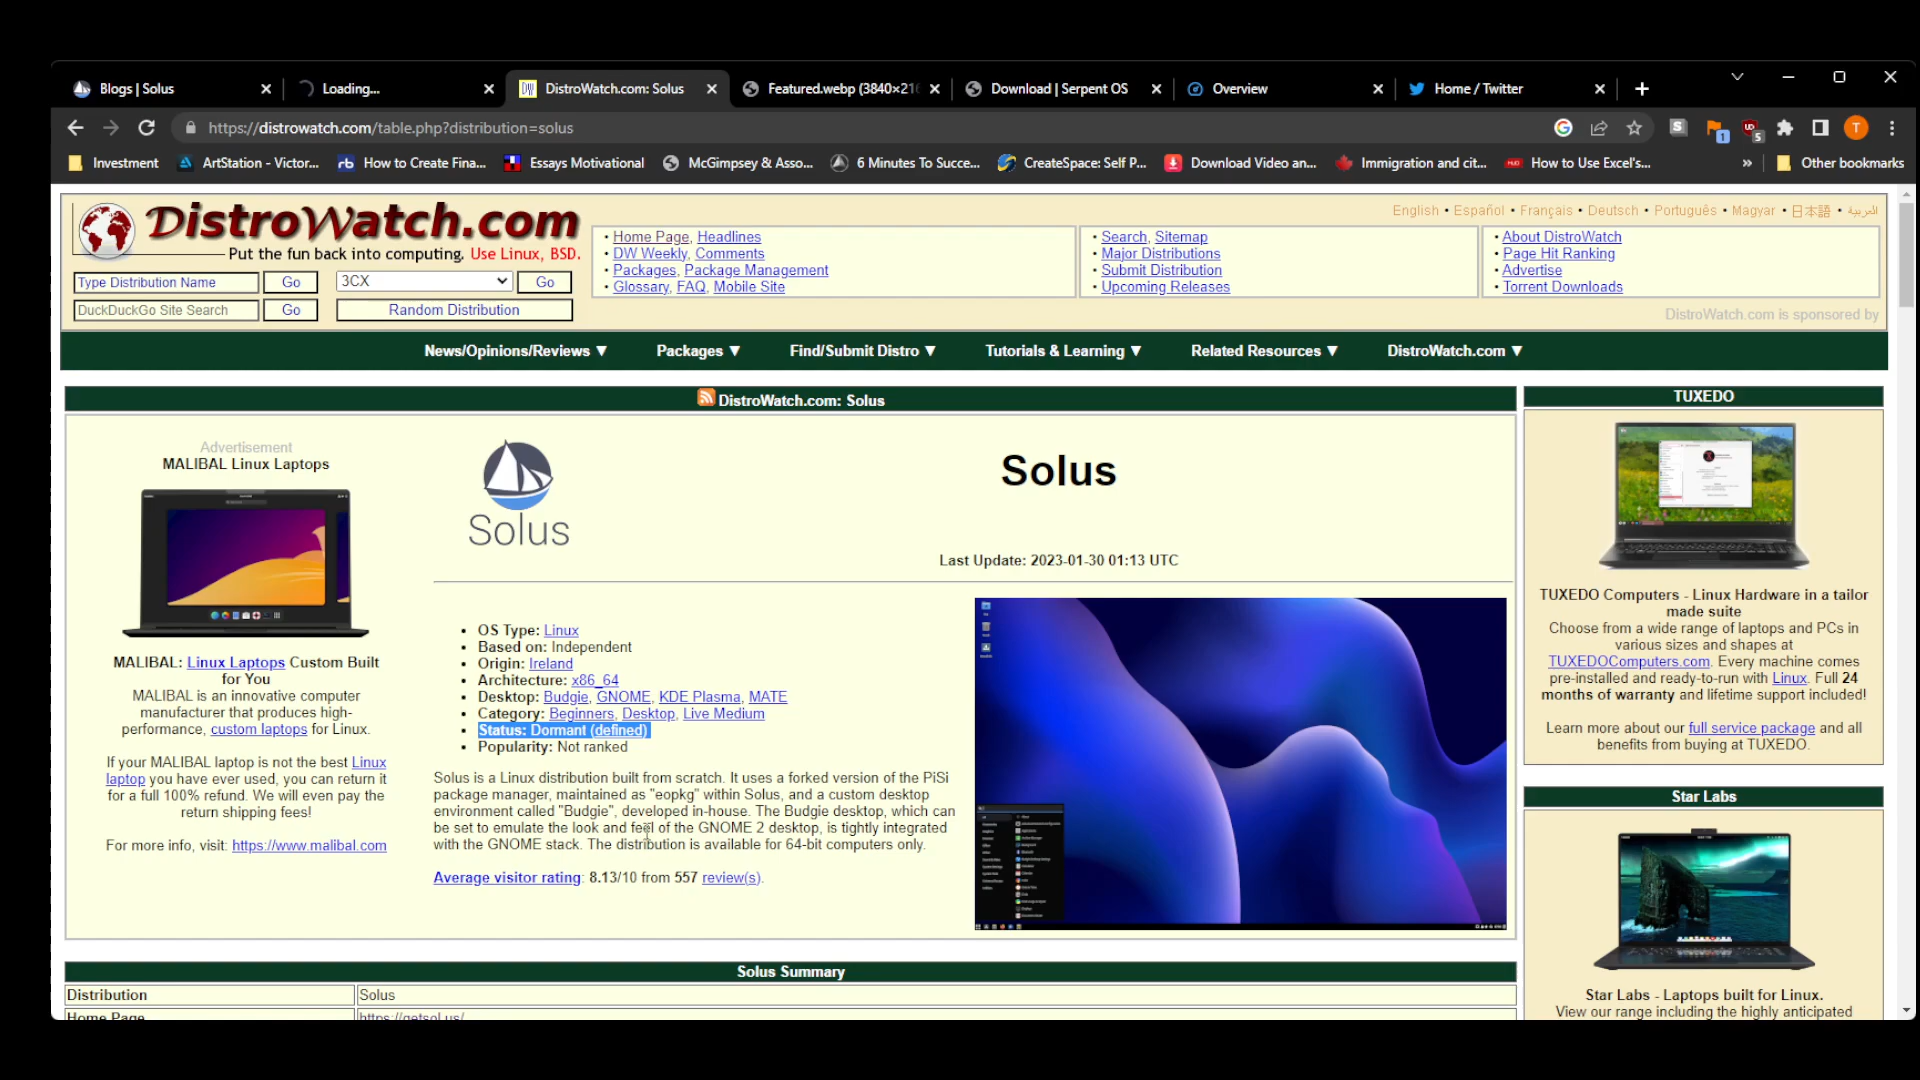 Blogs | Solus
Loading...
DistroWatch.com: Solus
Featured.webp (3840×216
Download | Serpent OS
Overview
Home / Twitter
https://distrowatch.com/table.php?distribution=solus
Investment
ArtStation - Victor...
How to Create Fina...
Essays Motivational
McGimpsey & Asso...
6 Minutes To Succe...
CreateSpace: Self P...
Download Video an...
Immigration and cit...
How to Use Excel's...
»
Other bookmarks
DistroWatch.com
Put the fun back into computing. Use Linux, BSD.
Type Distribution Name Go 3CX Go
DuckDuckGo Site Search Go Random Distribution
English • Español • Français • Deutsch • Português • Magyar • 日本語 • العربية
• Home Page, Headlines
• DW Weekly, Comments
• Packages, Package Management
• Glossary, FAQ, Mobile Site
• Search, Sitemap
• Major Distributions
• Submit Distribution
• Upcoming Releases
• About DistroWatch
• Page Hit Ranking
• Advertise
• Torrent Downloads
DistroWatch.com is sponsored by
News/Opinions/Reviews ▼ Packages ▼ Find/Submit Distro ▼ Tutorials & Learning ▼ Related Resources ▼ DistroWatch.com ▼
DistroWatch.com: Solus
Advertisement
MALIBAL Linux Laptops
MALIBAL: Linux Laptops Custom Built
for You
MALIBAL is an innovative computer
manufacturer that produces high-
performance, custom laptops for Linux.
If your MALIBAL laptop is not the best Linux
laptop you have ever used, you can return it
for a full 100% refund. We will even pay the
return shipping fees!
For more info, visit: https://www.malibal.com
Solus
Solus
Last Update: 2023-01-30 01:13 UTC
• OS Type: Linux
• Based on: Independent
• Origin: Ireland
• Architecture: x86_64
• Desktop: Budgie, GNOME, KDE Plasma, MATE
• Category: Beginners, Desktop, Live Medium
• Status: Dormant (defined)
• Popularity: Not ranked
Solus is a Linux distribution built from scratch. It uses a forked version of the PiSi
package manager, maintained as "eopkg" within Solus, and a custom desktop
environment called "Budgie", developed in-house. The Budgie desktop, which can
be set to emulate the look and feel of the GNOME 2 desktop, is tightly integrated
with the GNOME stack. The distribution is available for 64-bit computers only.
Average visitor rating: 8.13/10 from 557 review(s).
Solus Summary
Distribution Solus
Home Page https://getsol.us/
TUXEDO
TUXEDO Computers - Linux Hardware in a tailor
made suite
Choose from a wide range of laptops and PCs in
various sizes and shapes at
TUXEDOComputers.com. Every machine comes
pre-installed and ready-to-run with Linux. Full 24
months of warranty and lifetime support included!
Learn more about our full service package and all
benefits from buying at TUXEDO.
Star Labs
Star Labs - Laptops built for Linux.
View our range including the highly anticipated